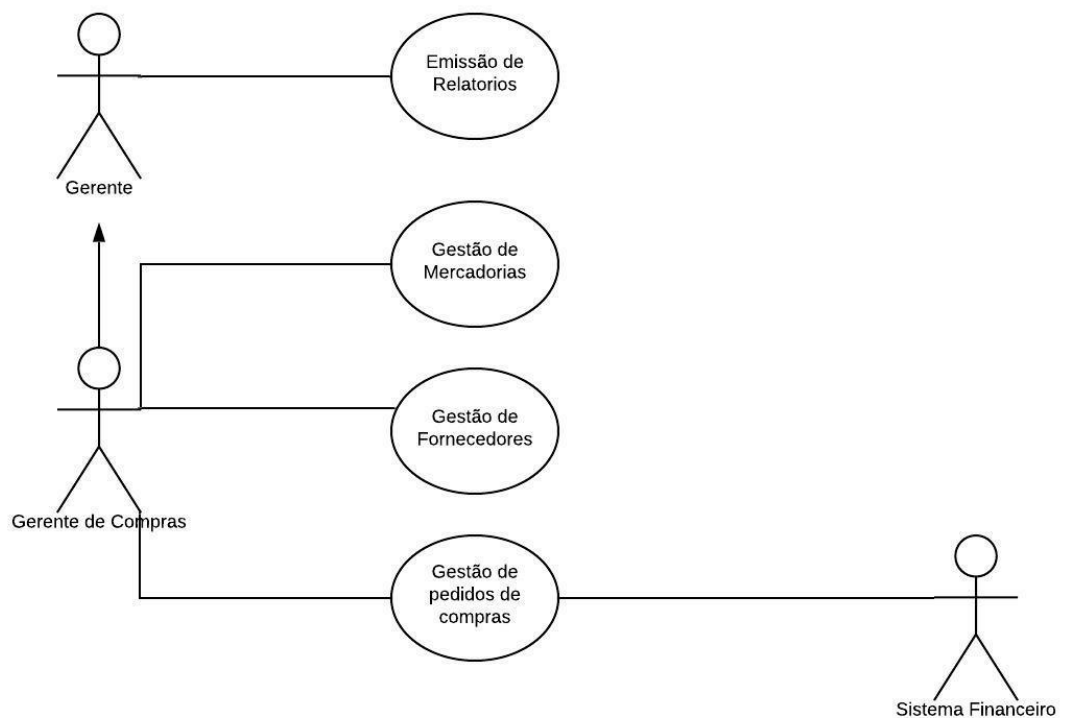 Emissão de
Relatorios
Gerente
Gestão de
Mercadorias
Gestão de
Fornecedores
Gerente de Compras
Gestão de
pedidos de
compras
Sistema Financeiro